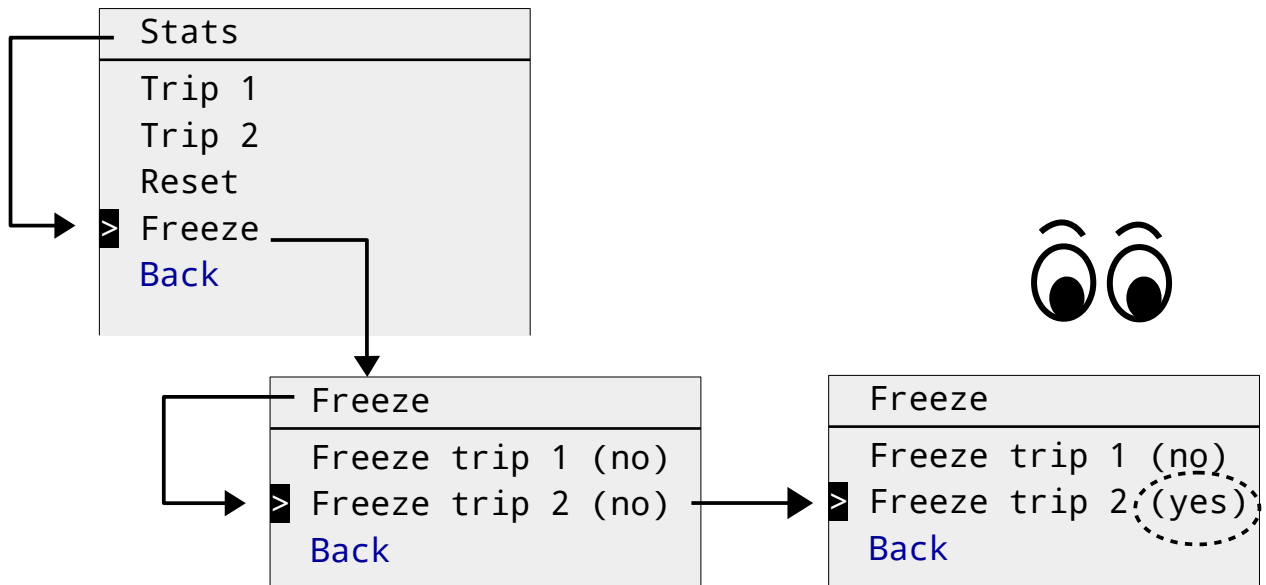 Stats
Trip 1
Trip 2
Reset
> Freeze
Back
Freeze
Freeze trip 1 (no)
> Freeze trip 2 (no)
Back
Freeze
Freeze trip 1 (no)
> Freeze trip 2 (yes)
Back